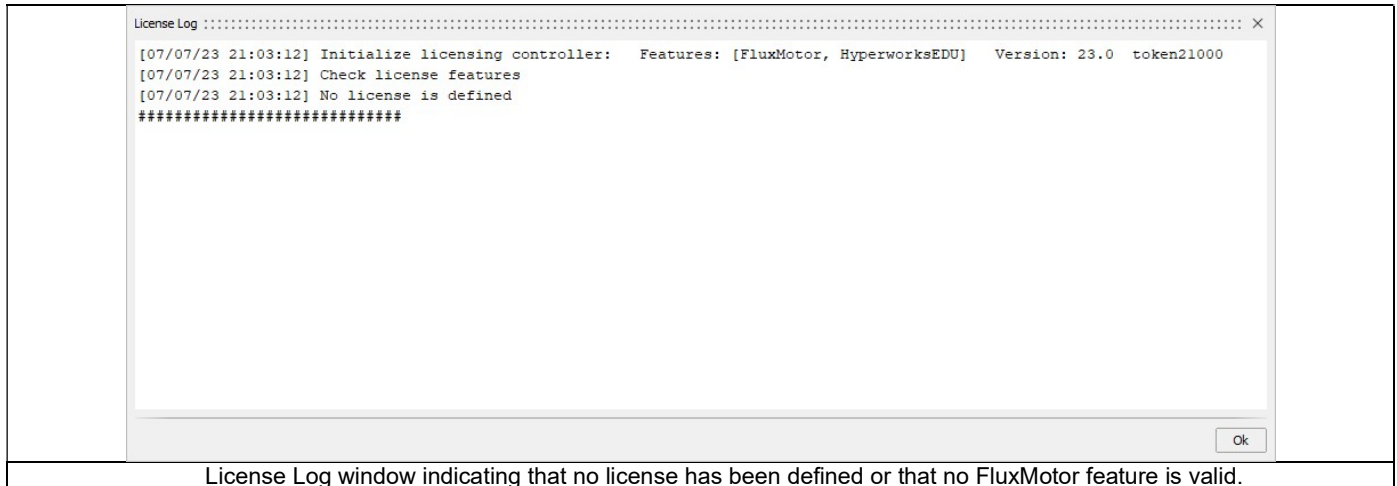 License Log
[07/07/23 21:03:12] Initialize licensing controller:   Features: [FluxMotor, HyperworksEDU]   Version: 23.0  token21000
[07/07/23 21:03:12] Check license features
[07/07/23 21:03:12] No license is defined
#############################
Ok
License Log window indicating that no license has been defined or that no FluxMotor feature is valid.